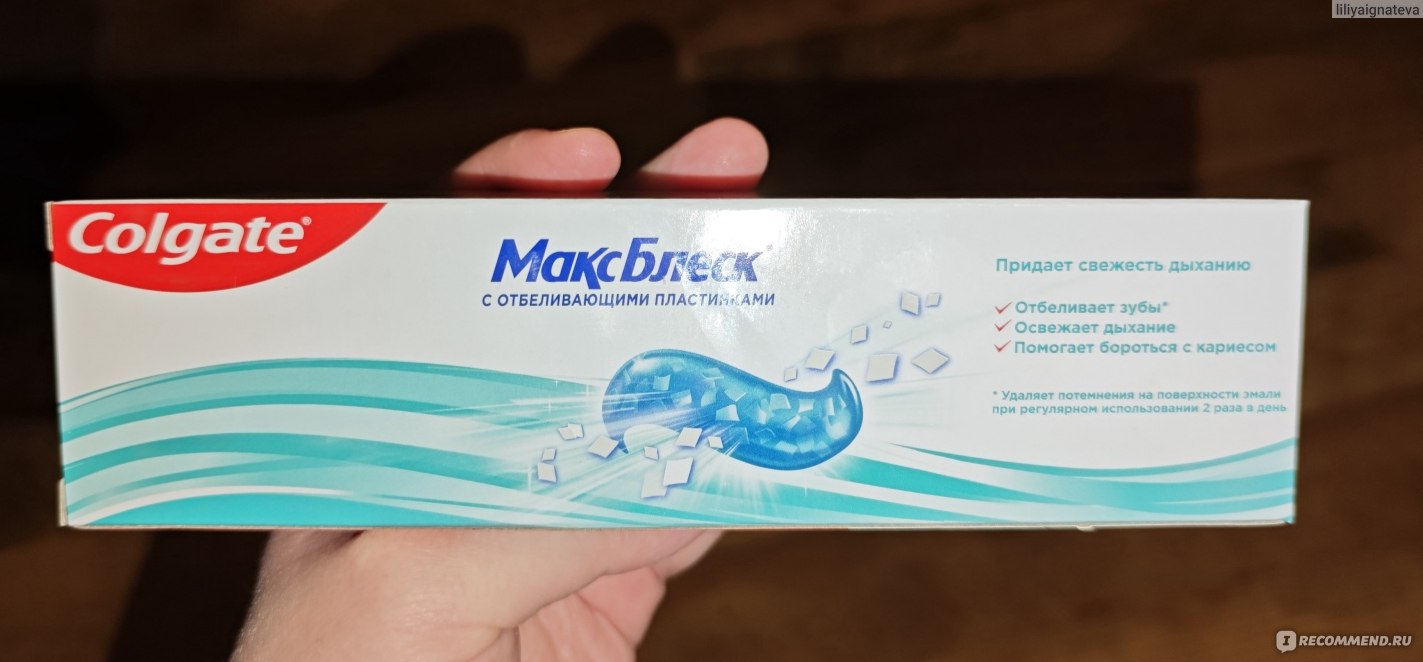 liliyaignateva
Colgate®
МаксБлеск
С ОТБЕЛИВАЮЩИМИ ПЛАСТИНКАМИ
Придает свежесть дыханию
Отбеливает зубы*
Освежает дыхание
Помогает бороться с кариесом
* Удаляет потемнения на поверхности эмали
при регулярном использовании 2 раза в день
IRECOMMEND.RU